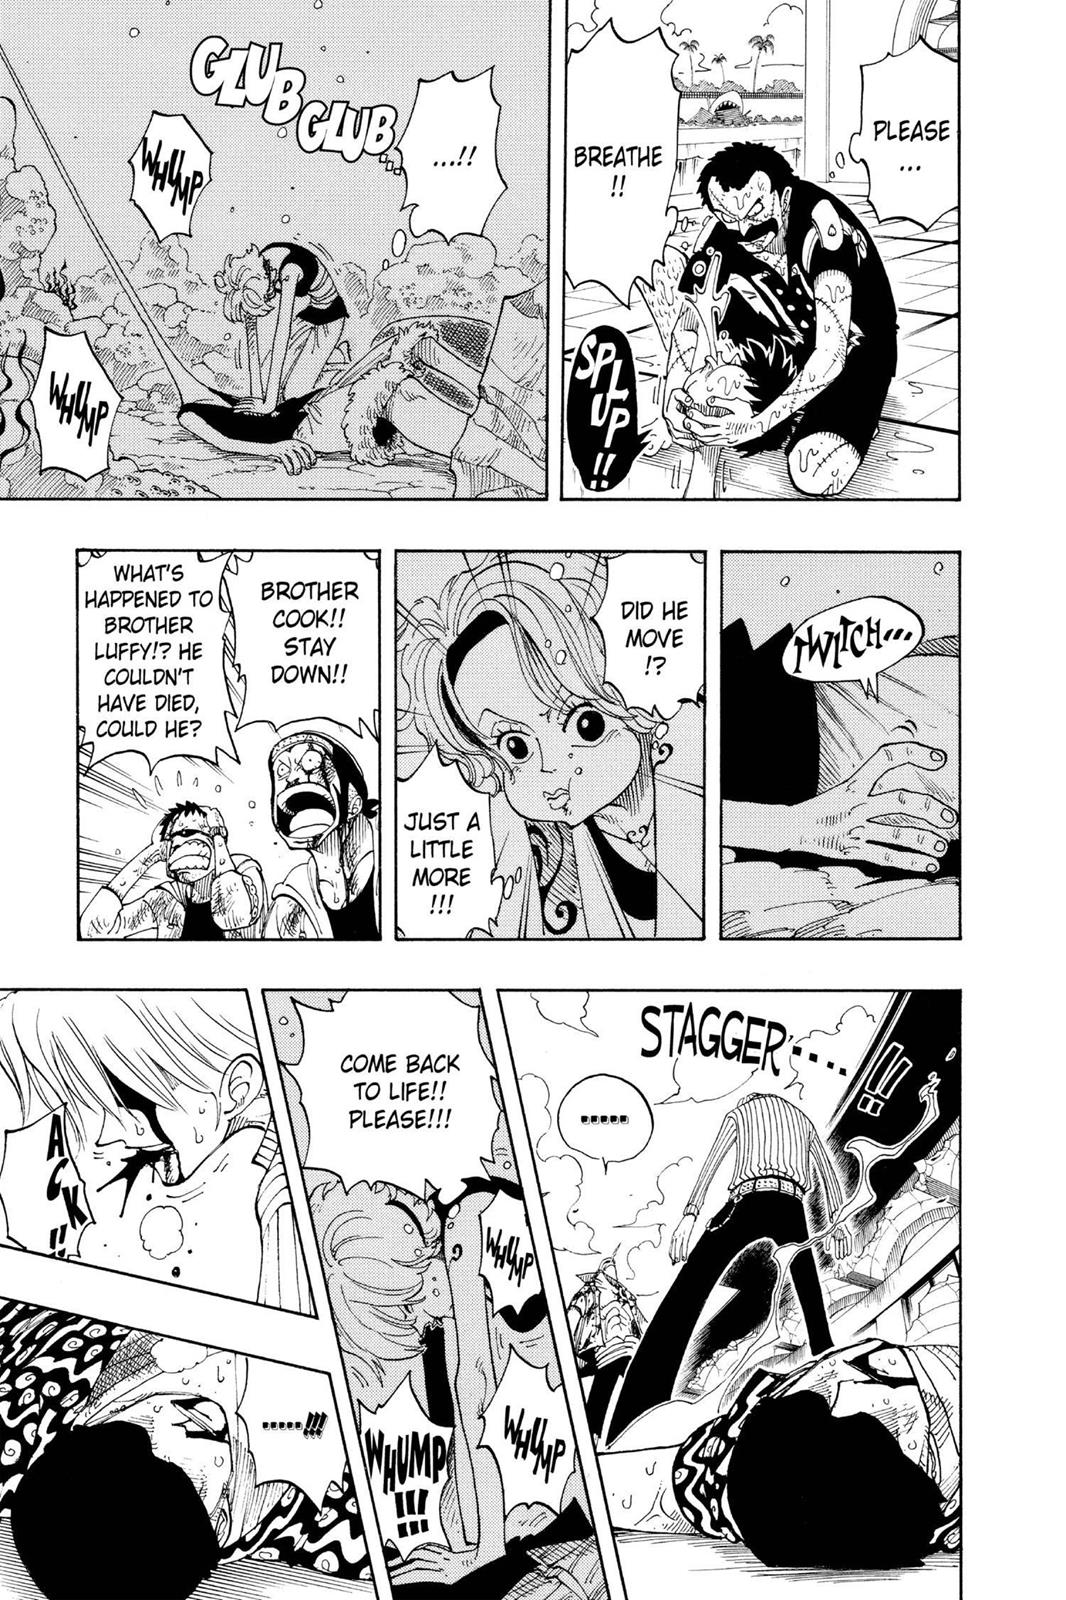 PLEASE
...
BREATHE
!!
SPLUP!!
...!!
GLUB
GLUB
WHUMP
WHUMP
TWITCH...
DID HE
MOVE
!?
JUST A
LITTLE
MORE
!!!
BROTHER
COOK!!
STAY
DOWN!!
WHAT'S
HAPPENED TO
BROTHER
LUFFY!? HE
COULDN'T
HAVE DIED,
COULD HE?
STAGGER.....!!
.....
COME BACK
TO LIFE!!
PLEASE!!!
WHUMP
WHUMP
WHUMP!!!
ACK!!
.....!!!